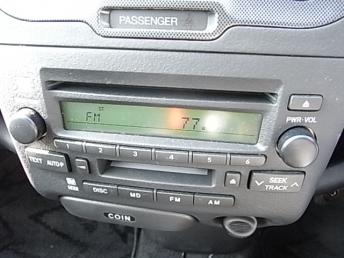 PASSENGER
ST
FM 77.
PWR·VOL
TEXT AUTO·P 1 2 3 4 5 6
DISC MD FM AM
SEEK
TRACK
COIN